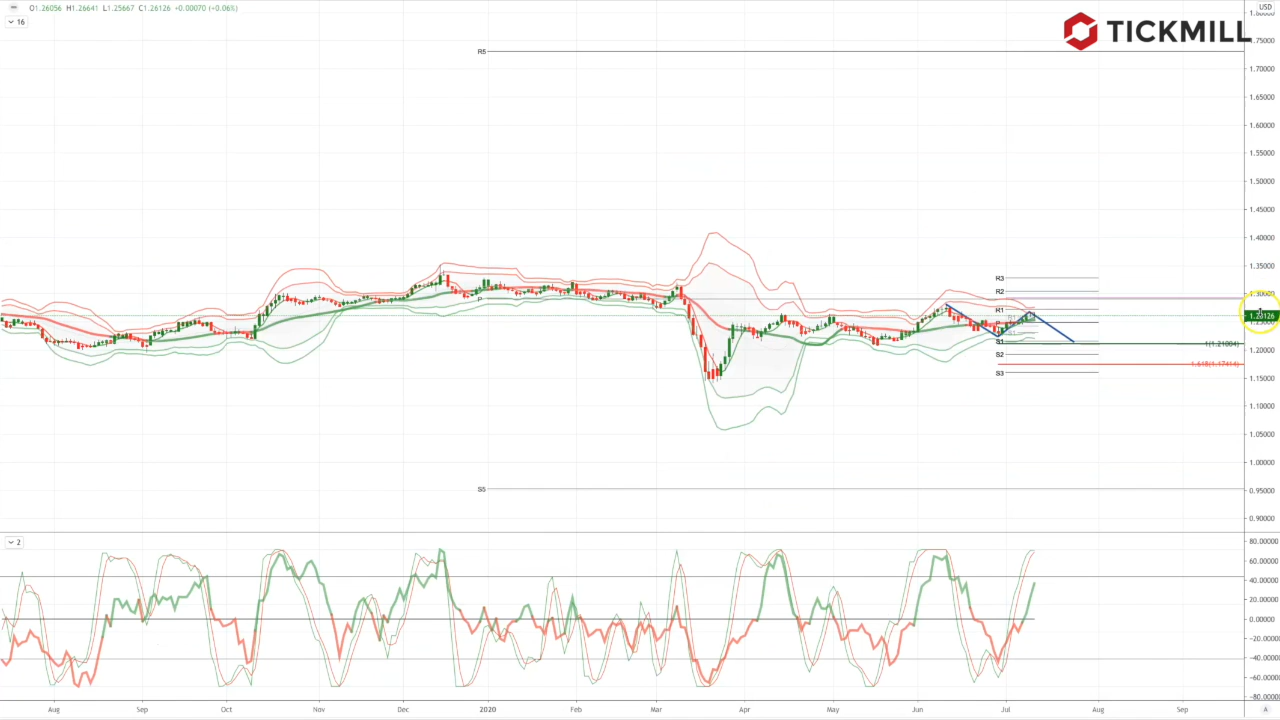 O1.26056 H1.26641 L1.25667 C1.26126 +0.00070 (+0.06%)
USD
16
TICKMILL
1.75000
1.70000
1.65000
1.60000
1.55000
1.50000
1.45000
1.40000
1.35000
1.26126
1.20000
1.15000
1.10000
1.05000
1.00000
0.95000
0.90000
R5
R3
R2
R1
P
S1
S2
S3
P
S5
1(1.21004)
1.618(1.17414)
2
80.00000
60.00000
40.00000
20.00000
0.00000
-20.00000
-40.00000
-60.00000
-80.00000
Aug Sep Oct Nov Dec 2020 Feb Mar Apr May Jun Jul Aug Sep
A